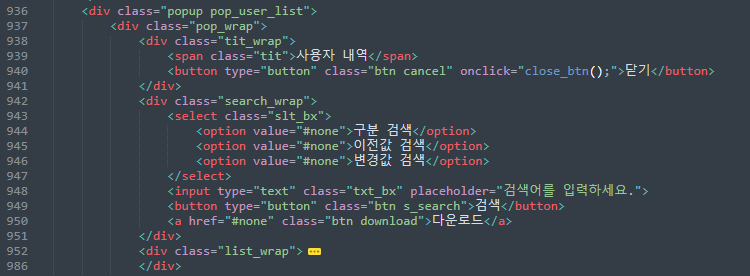 936 <div class="popup pop_user_list">
937 <div class="pop_wrap">
938 <div class="tit_wrap">
939 <span class="tit">사용자 내역</span>
940 <button type="button" class="btn cancel" onclick="close_btn();">닫기</button>
941 </div>
942 <div class="search_wrap">
943 <select class="slt_bx">
944 <option value="#none">구분 검색</option>
945 <option value="#none">이전값 검색</option>
946 <option value="#none">변경값 검색</option>
947 </select>
948 <input type="text" class="txt_bx" placeholder="검색어를 입력하세요.">
949 <button type="button" class="btn s_search">검색</button>
950 <a href="#none" class="btn download">다운로드</a>
951 </div>
952 <div class="list_wrap">
986 </div>